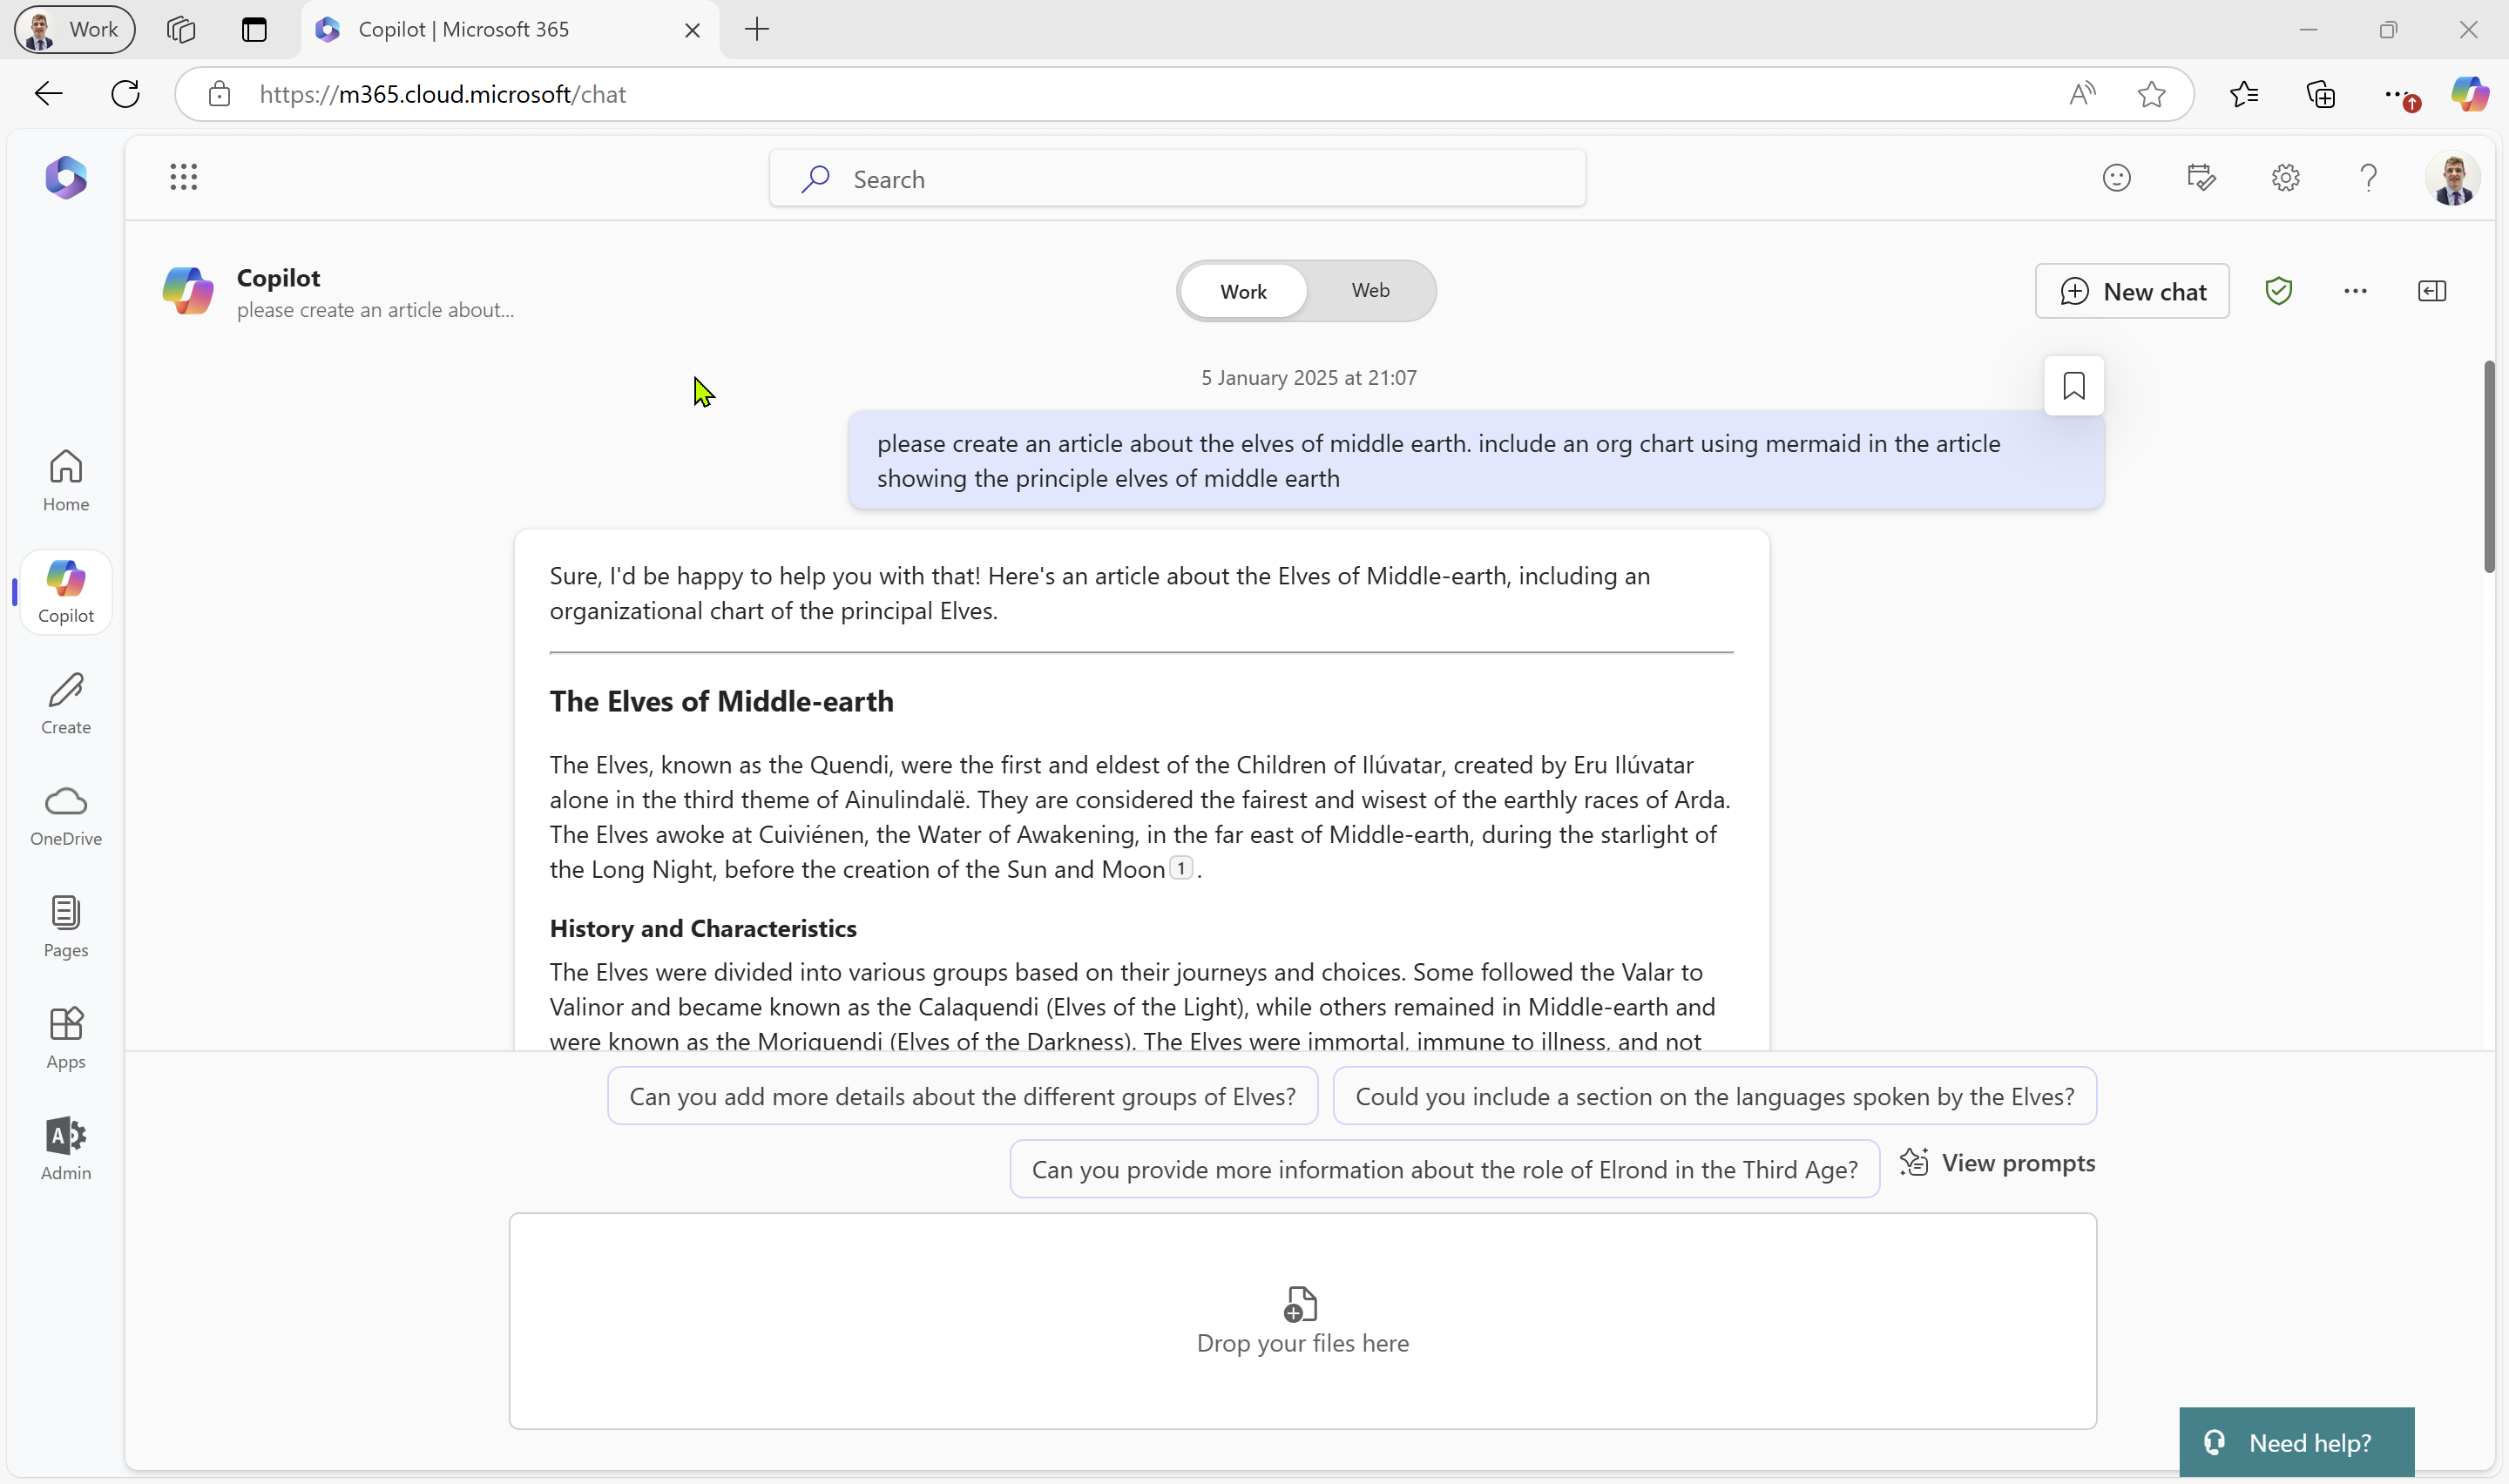 Work
Copilot | Microsoft 365
https://m365.cloud.microsoft/chat
Search
Copilot
please create an article about...
Work
Web
New chat
5 January 2025 at 21:07
please create an article about the elves of middle earth. include an org chart using mermaid in the article
showing the principle elves of middle earth
Home
Copilot
Create
OneDrive
Pages
Apps
Admin
Sure, I'd be happy to help you with that! Here's an article about the Elves of Middle-earth, including an
organizational chart of the principal Elves.
The Elves of Middle-earth
The Elves, known as the Quendi, were the first and eldest of the Children of Ilúvatar, created by Eru Ilúvatar
alone in the third theme of Ainulindalë. They are considered the fairest and wisest of the earthly races of Arda.
The Elves awoke at Cuiviénen, the Water of Awakening, in the far east of Middle-earth, during the starlight of
the Long Night, before the creation of the Sun and Moon 1 .
History and Characteristics
The Elves were divided into various groups based on their journeys and choices. Some followed the Valar to
Valinor and became known as the Calaquendi (Elves of the Light), while others remained in Middle-earth and
were known as the Moriquendi (Elves of the Darkness). The Elves were immortal, immune to illness, and not
Can you add more details about the different groups of Elves?
Could you include a section on the languages spoken by the Elves?
Can you provide more information about the role of Elrond in the Third Age?
View prompts
Drop your files here
Need help?